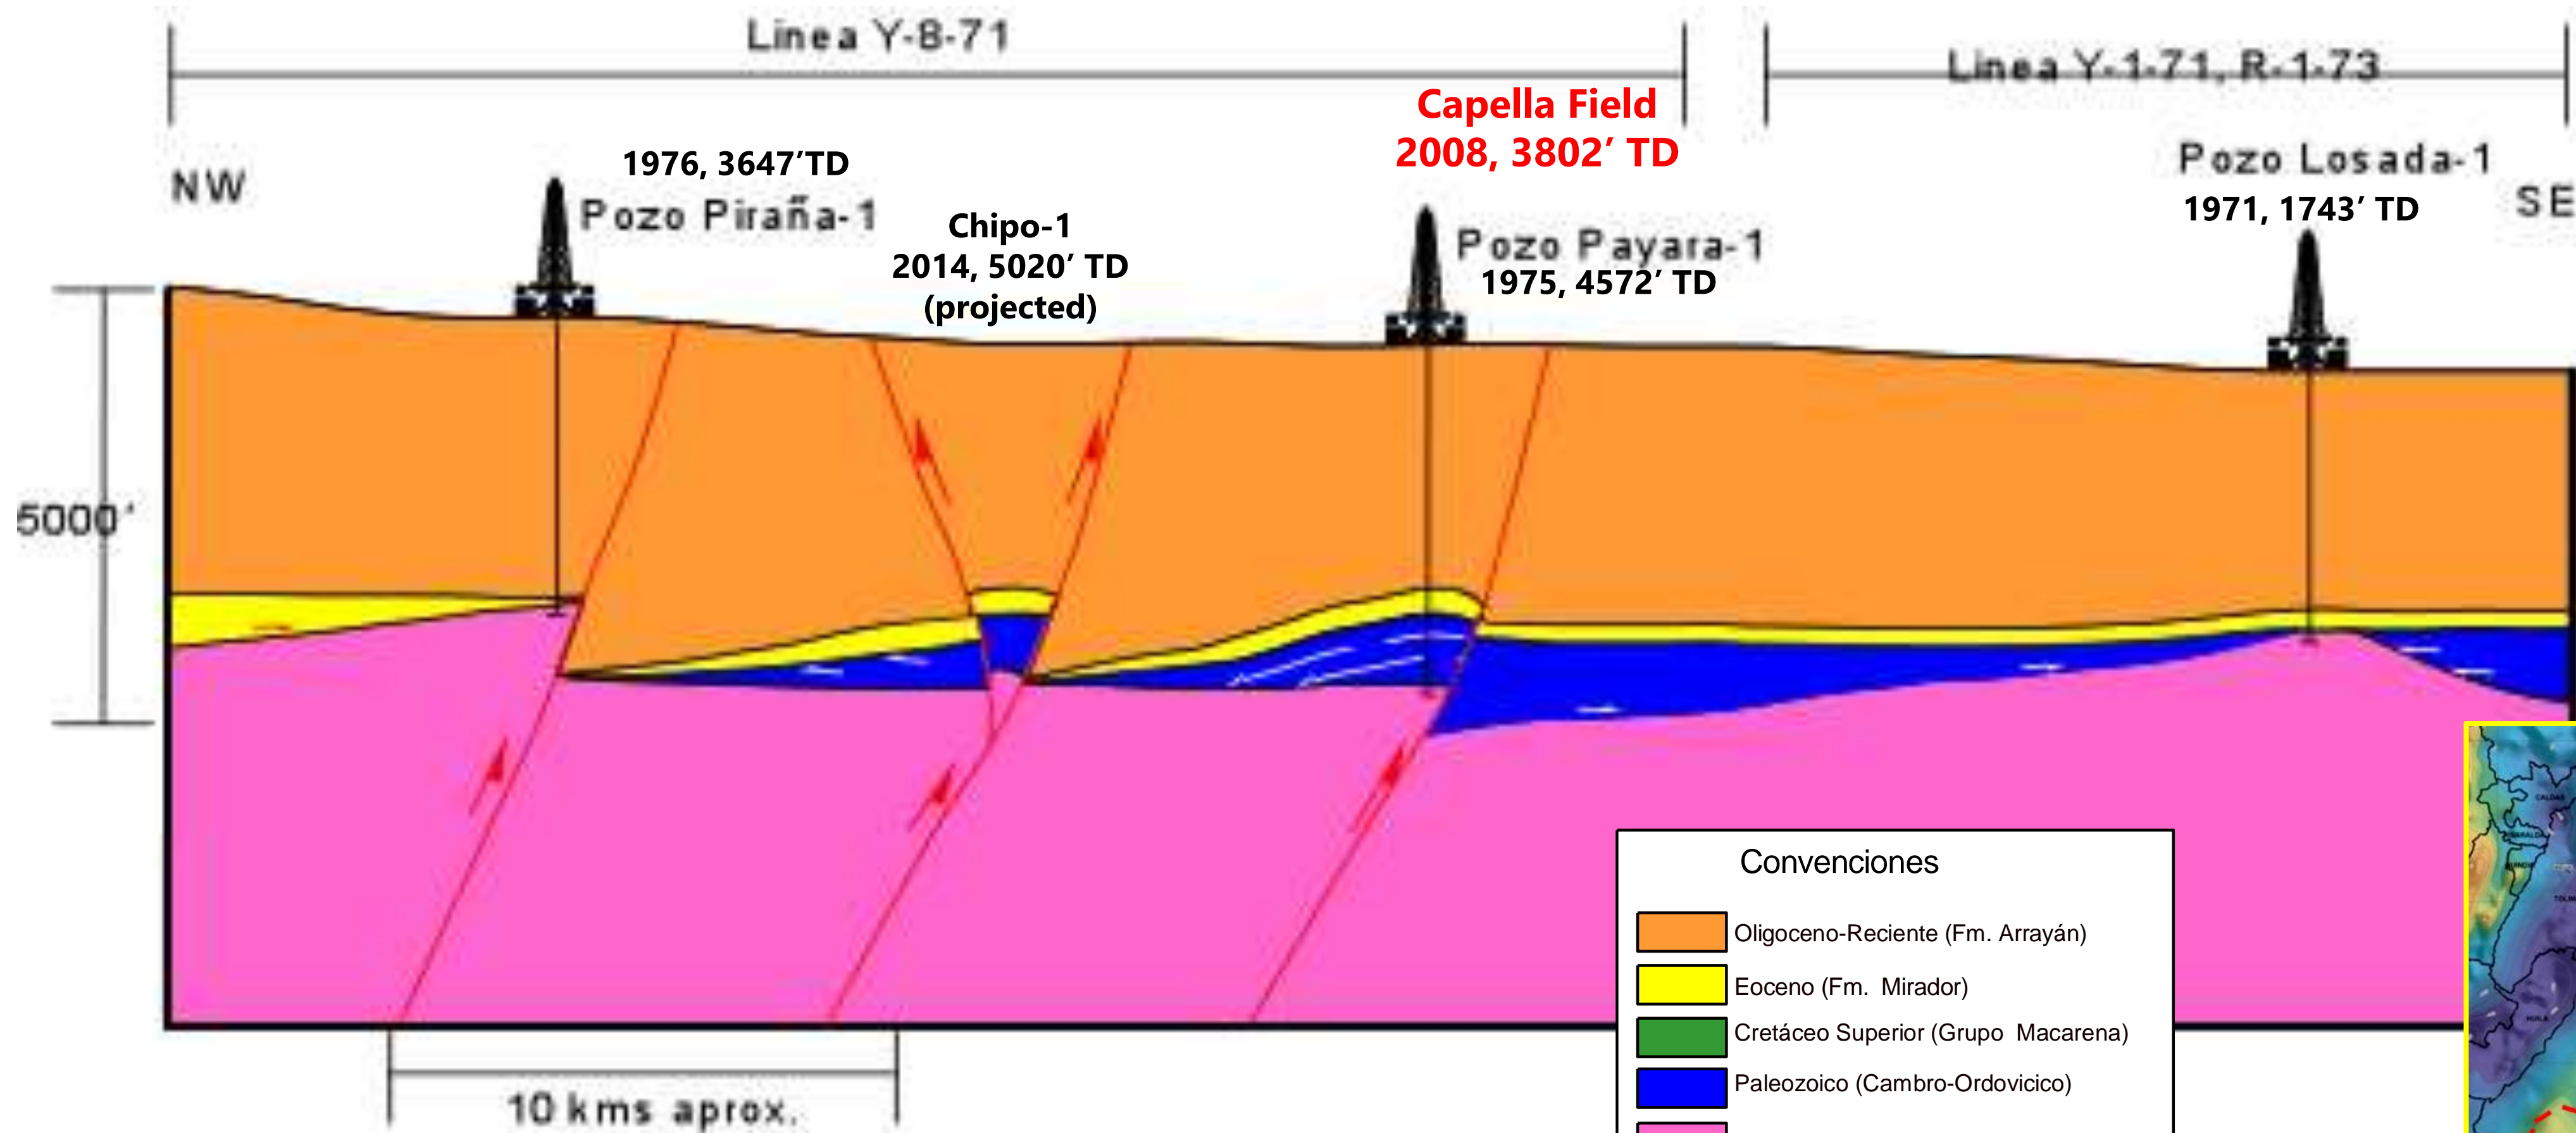 Linea Y-8-71
Linea Y-1-71, R-1-73
Capella Field
2008, 3802’ TD
NW
1976, 3647’TD
Pozo Piraña-1
Chipo-1
2014, 5020’ TD
(projected)
Pozo Payara-1
1975, 4572’ TD
Pozo Losada-1
1971, 1743’ TD
SE
5000'
10 kms aprox.
Convenciones
Oligoceno-Reciente (Fm. Arrayán)
Eoceno (Fm. Mirador)
Cretáceo Superior (Grupo Macarena)
Paleozoico (Cambro-Ordovicico)
CALDAS
HUILA